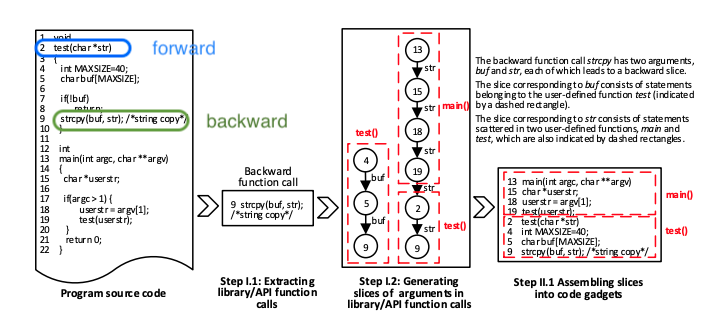 1 void
2 test(char *str)
forward
3 {
4 int MAXSIZE=40;
5 char buf[MAXSIZE];
6
7 if(!buf)
8 return;
9 strcpy(buf, str); /*string copy*/
backward
10 }
11
12 int
13 main(int argc, char **argv)
14 {
15 char *userstr;
16
17 if(argc > 1) {
18 userstr = argv[1];
19 test(userstr);
20 }
21 return 0;
22 }
Program source code
Backward
function call
9 strcpy(buf, str);
/*string copy*/
Step I.1: Extracting
library/API function
calls
test()
4
buf
5
buf
9
13
str
15
str
main()
18
str
19
str
2
str
test()
9
Step I.2: Generating
slices of arguments in
library/API function calls
The backward function call strcpy has two arguments,
buf and str, each of which leads to a backward slice.
The slice corresponding to buf consists of statements
belonging to the user-defined function test (indicated
by a dashed rectangle).
The slice corresponding to str consists of statements
scattered in two user-defined functions, main and
test, which are also indicated by dashed rectangles.
13 main(int argc, char **argv)
15 char *userstr;
18 userstr = argv[1];
19 test(userstr);
main()
2 test(char *str)
4 int MAXSIZE=40;
5 char buf[MAXSIZE];
9 strcpy(buf, str); /*string copy*/
test()
Step II.1 Assembling slices
into code gadgets